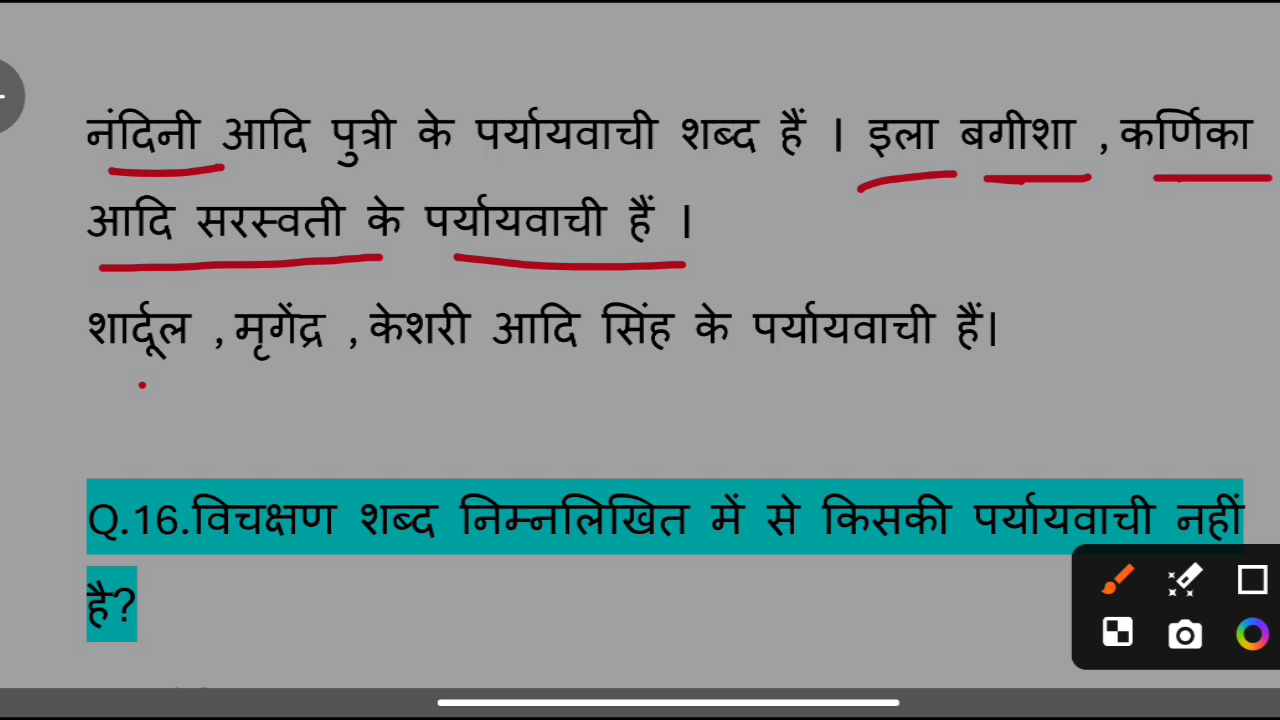 नंदिनी आदि पुत्री के पर्यायवाची शब्द हैं । इला बगीशा ,कर्णिका
आदि सरस्वती के पर्यायवाची हैं ।
शार्दूल ,मृगेंद्र ,केशरी आदि सिंह के पर्यायवाची हैं।
Q.16.विचक्षण शब्द निम्नलिखित में से किसकी पर्यायवाची नहीं
है?